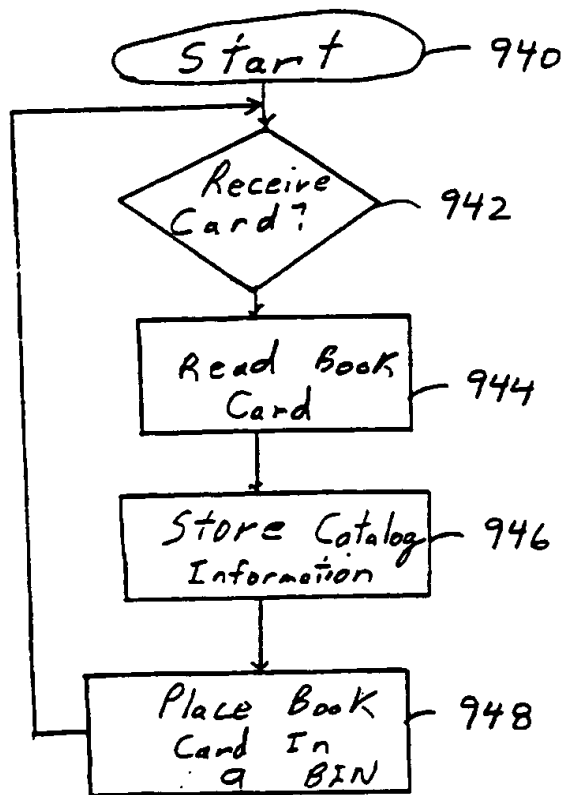 Start
940
Receive
Card?
942
Read Book
Card
944
Store Catalog
Information
946
Place Book
Card In
a BIN
948